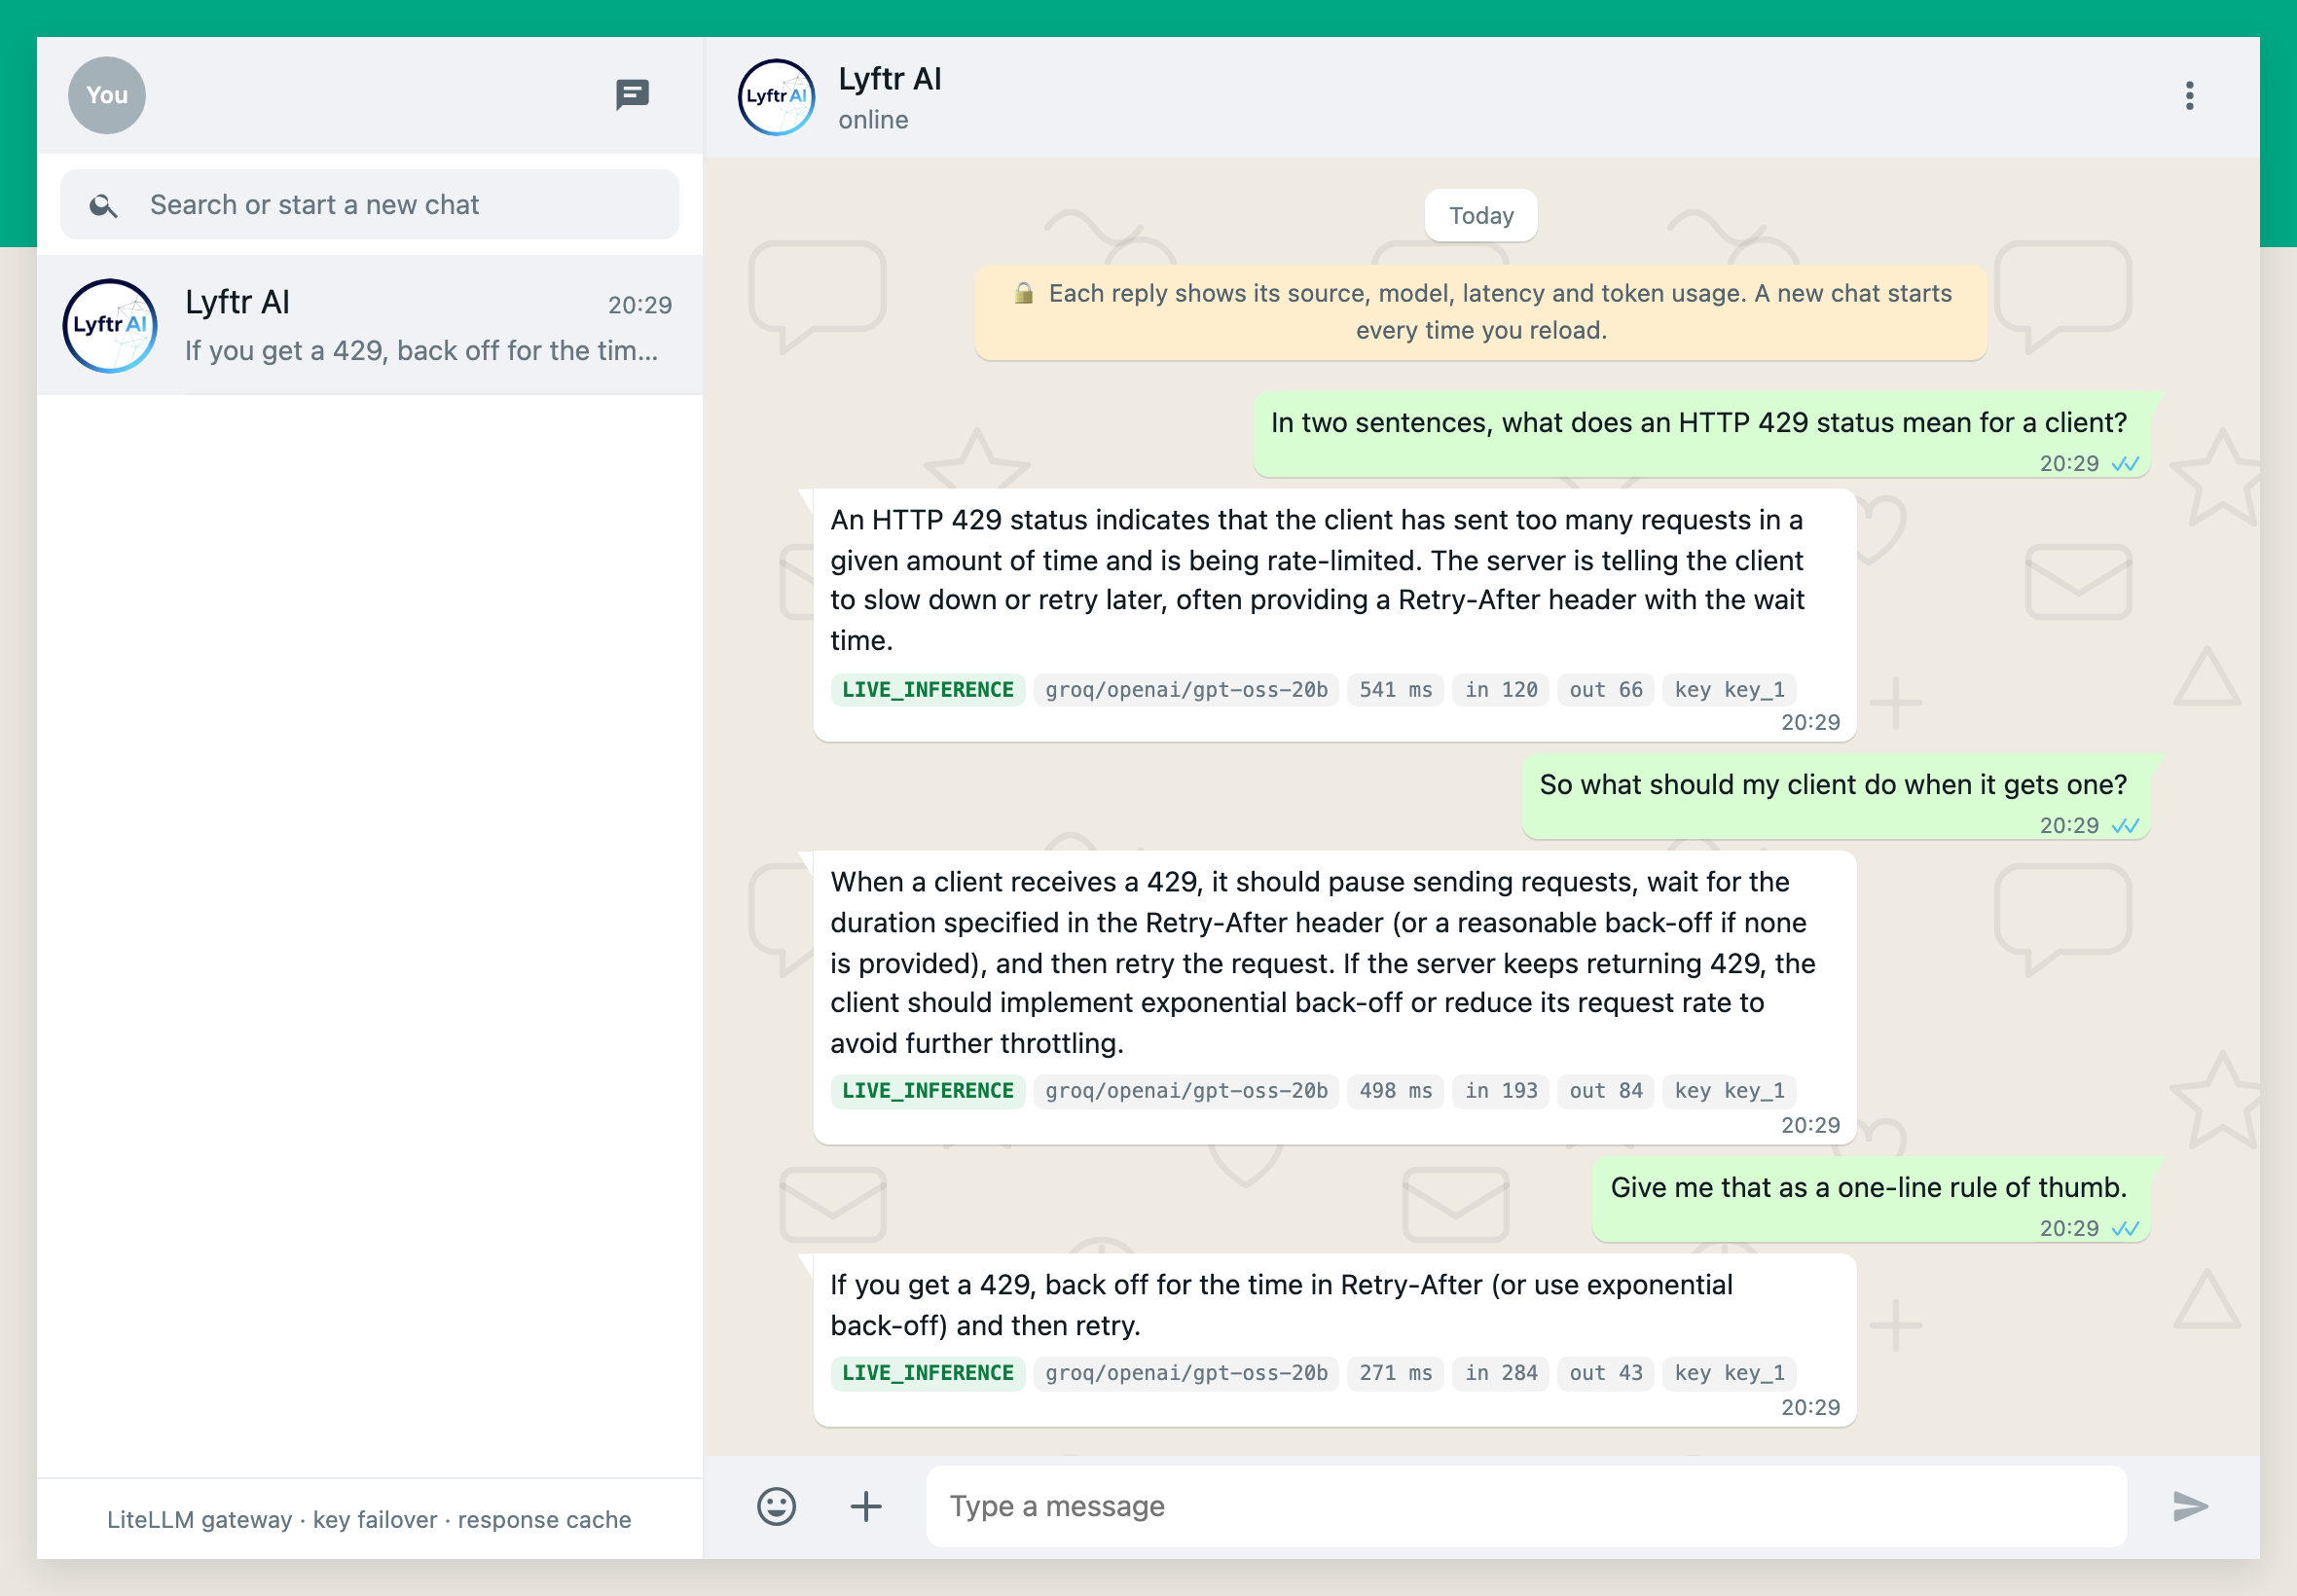 You
Search or start a new chat
Lyftr AI
Lyftr AI
20:29
If you get a 429, back off for the tim...
LiteLLM gateway · key failover · response cache
Lyftr AI
Lyftr AI
online
Today
🔒 Each reply shows its source, model, latency and token usage. A new chat starts
every time you reload.
In two sentences, what does an HTTP 429 status mean for a client?
20:29
An HTTP 429 status indicates that the client has sent too many requests in a
given amount of time and is being rate-limited. The server is telling the client
to slow down or retry later, often providing a Retry-After header with the wait
time.
LIVE_INFERENCE groq/openai/gpt-oss-20b 541 ms in 120 out 66 key key_1
20:29
So what should my client do when it gets one?
20:29
When a client receives a 429, it should pause sending requests, wait for the
duration specified in the Retry-After header (or a reasonable back-off if none
is provided), and then retry the request. If the server keeps returning 429, the
client should implement exponential back-off or reduce its request rate to
avoid further throttling.
LIVE_INFERENCE groq/openai/gpt-oss-20b 498 ms in 193 out 84 key key_1
20:29
Give me that as a one-line rule of thumb.
20:29
If you get a 429, back off for the time in Retry-After (or use exponential
back-off) and then retry.
LIVE_INFERENCE groq/openai/gpt-oss-20b 271 ms in 284 out 43 key key_1
20:29
Type a message